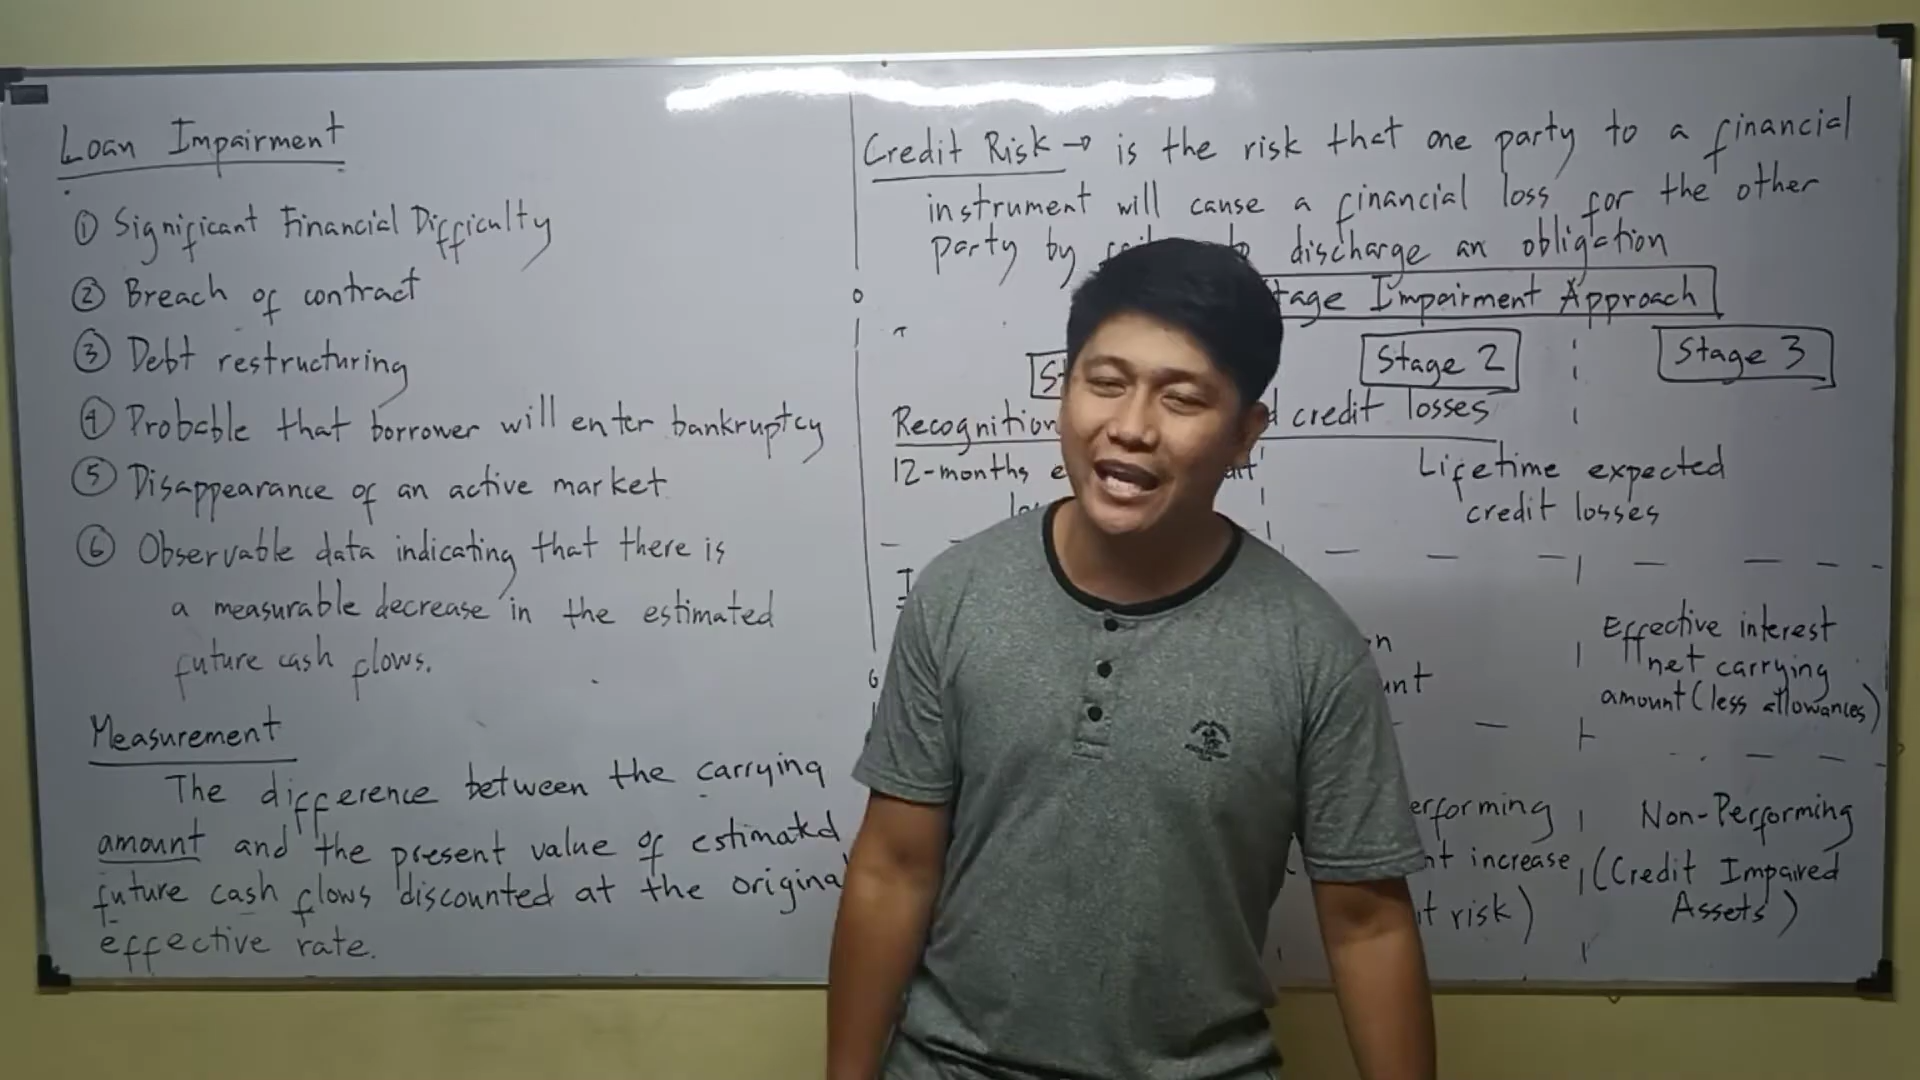 Loan Impairment
① Significant Financial Difficulty
② Breach of contract
③ Debt restructuring
④ Probable that borrower will enter bankruptcy
⑤ Disappearance of an active market
⑥ Observable data indicating that there is
a measurable decrease in the estimated
future cash flows.
Measurement
The difference between the carrying
amount and the present value of estimated
future cash flows discounted at the original
effective rate.
Credit Risk → is the risk that one party to a financial
instrument will cause a financial loss for the other
party by discharge an obligation
Impairment Approach
Stage 2
Stage 3
Recognition credit losses
12-months
Lifetime expected
credit losses
Effective interest
net carrying
amount (less allowances)
Non-Performing
increase (Credit Impaired
risk) Assets)